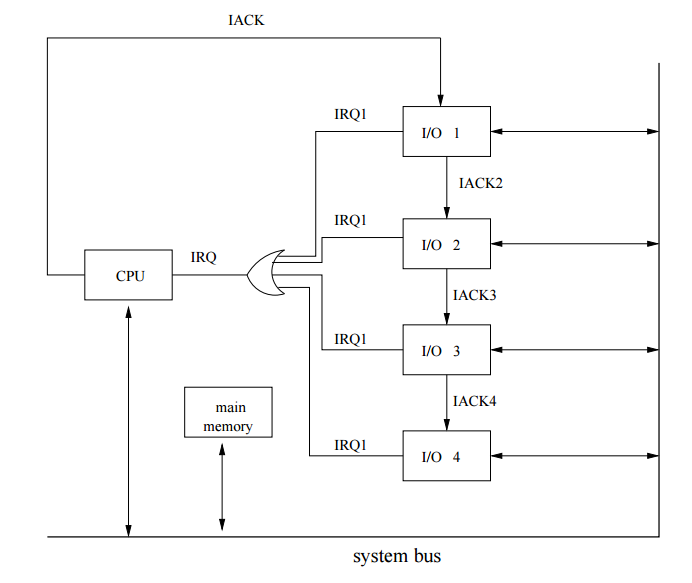 IACK
IRQ1
I/O 1
IACK2
IRQ1
I/O 2
IRQ
CPU
IACK3
IRQ1
I/O 3
IACK4
main
memory
IRQ1
I/O 4
system bus